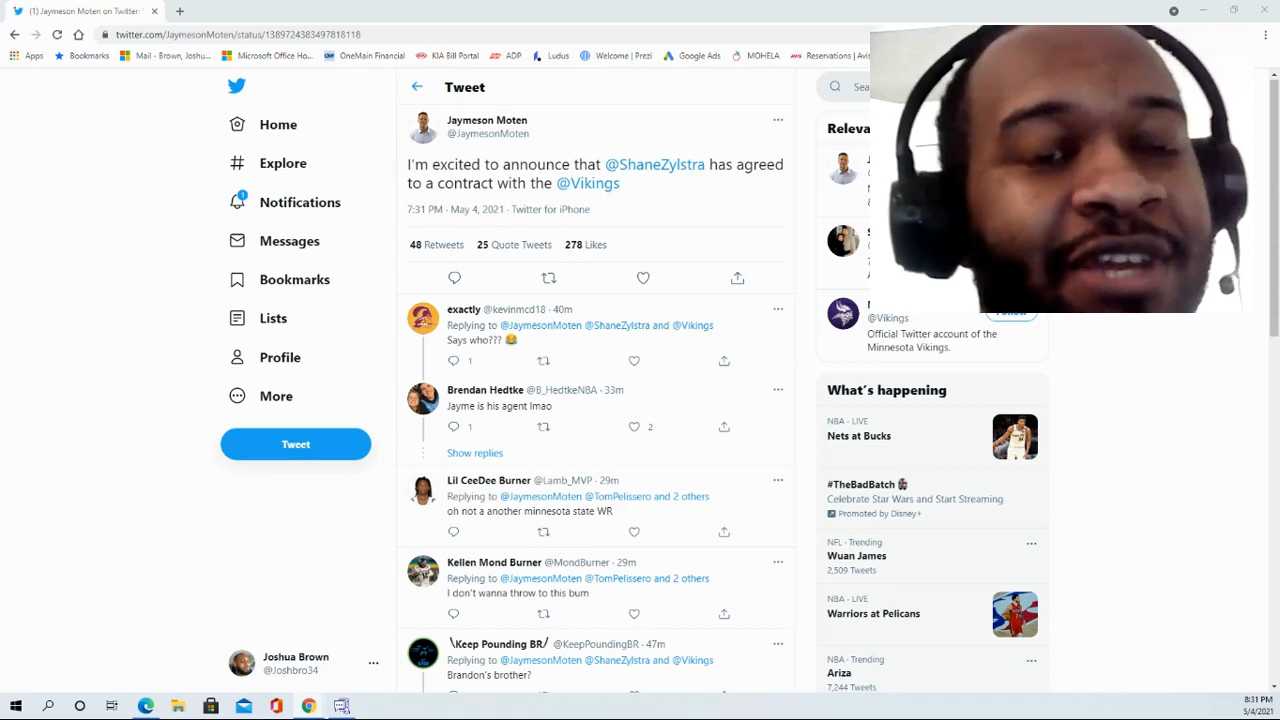 (1) Jaymeson Moten on Twitter: "
twitter.com/JaymesonMoten/status/1389724383497818118
Apps
Bookmarks
Mail - Brown, Joshu...
Microsoft Office Ho...
OneMain Financial
KIA Bill Portal
ADP
Ludus
Welcome | Prezi
Google Ads
MOHELA
Reservations | Avis
Home
Explore
1
Notifications
Messages
Bookmarks
Lists
Profile
More
Tweet
Joshua Brown
@Joshbro34
Tweet
Jaymeson Moten
@JaymesonMoten
I'm excited to announce that @ShaneZylstra has agreed
to a contract with the @Vikings
7:31 PM · May 4, 2021 · Twitter for iPhone
48 Retweets 25 Quote Tweets 278 Likes
exactly @kevinmcd18 · 40m
Replying to @JaymesonMoten @ShaneZylstra and @Vikings
Says who??? 😂
1
Brendan Hedtke @B_HedtkeNBA · 33m
Jayme is his agent lmao
1 2
Show replies
Lil CeeDee Burner @Lamb_MVP · 29m
Replying to @JaymesonMoten @TomPelissero and 2 others
oh not a another minnesota state WR
Kellen Mond Burner @MondBurner · 29m
Replying to @JaymesonMoten @TomPelissero and 2 others
I don't wanna throw to this bum
\Keep Pounding BR/ @KeepPoundingBR · 47m
Replying to @JaymesonMoten @ShaneZylstra and @Vikings
Brandon's brother?
Sea
Releva
@Vikings
Official Twitter account of the
Minnesota Vikings.
What's happening
NBA · LIVE
Nets at Bucks
#TheBadBatch
Celebrate Star Wars and Start Streaming
Promoted by Disney+
NFL · Trending
Wuan James
2,509 Tweets
NBA · LIVE
Warriors at Pelicans
NBA · Trending
Ariza
7,244 Tweets
8:31 PM
5/4/2021